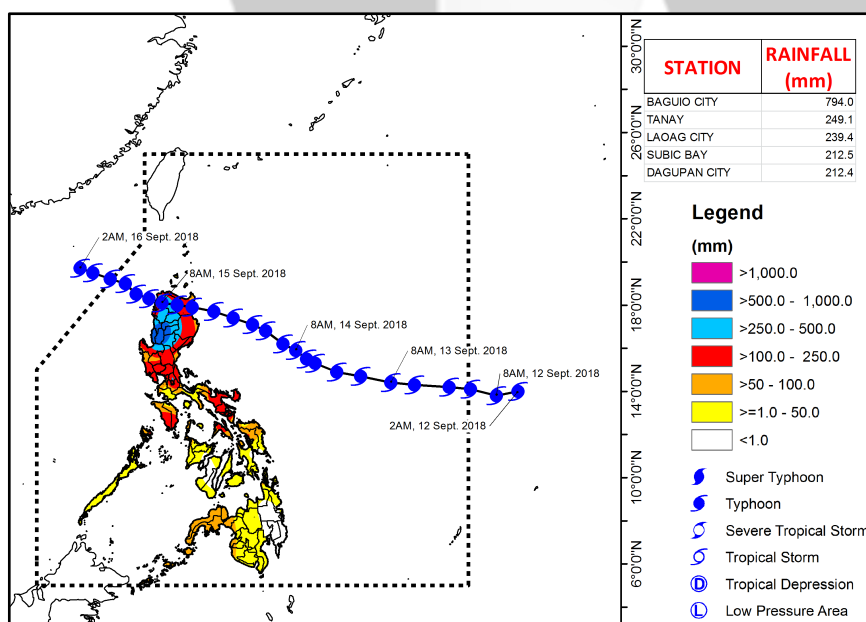 STATION RAINFALL (mm)
BAGUIO CITY 794.0
TANAY 249.1
LAOAG CITY 239.4
SUBIC BAY 212.5
DAGUPAN CITY 212.4
30°0'0"N
26°0'0"N
22°0'0"N
18°0'0"N
14°0'0"N
10°0'0"N
6°0'0"N
2AM, 16 Sept. 2018
8AM, 15 Sept. 2018
8AM, 14 Sept. 2018
8AM, 13 Sept. 2018
8AM, 12 Sept. 2018
2AM, 12 Sept. 2018
Legend
(mm)
>1,000.0
>500.0 - 1,000.0
>250.0 - 500.0
>100.0 - 250.0
>50 - 100.0
>=1.0 - 50.0
<1.0
Super Typhoon
Typhoon
Severe Tropical Storm
Tropical Storm
D Tropical Depression
L Low Pressure Area